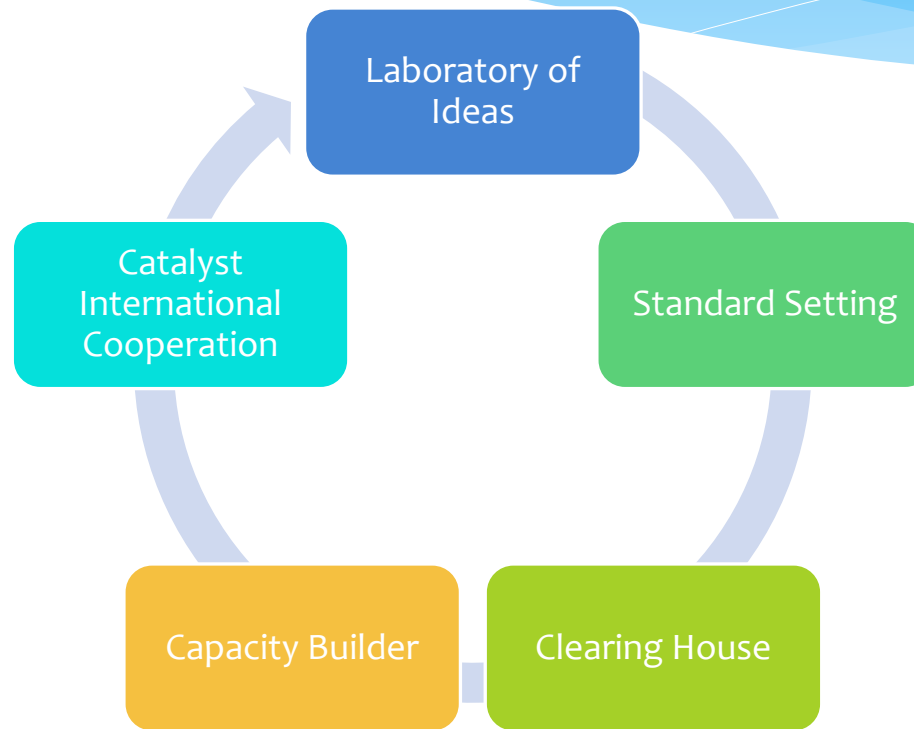 Laboratory of
Ideas
Standard Setting
Clearing House
Capacity Builder
Catalyst
International
Cooperation